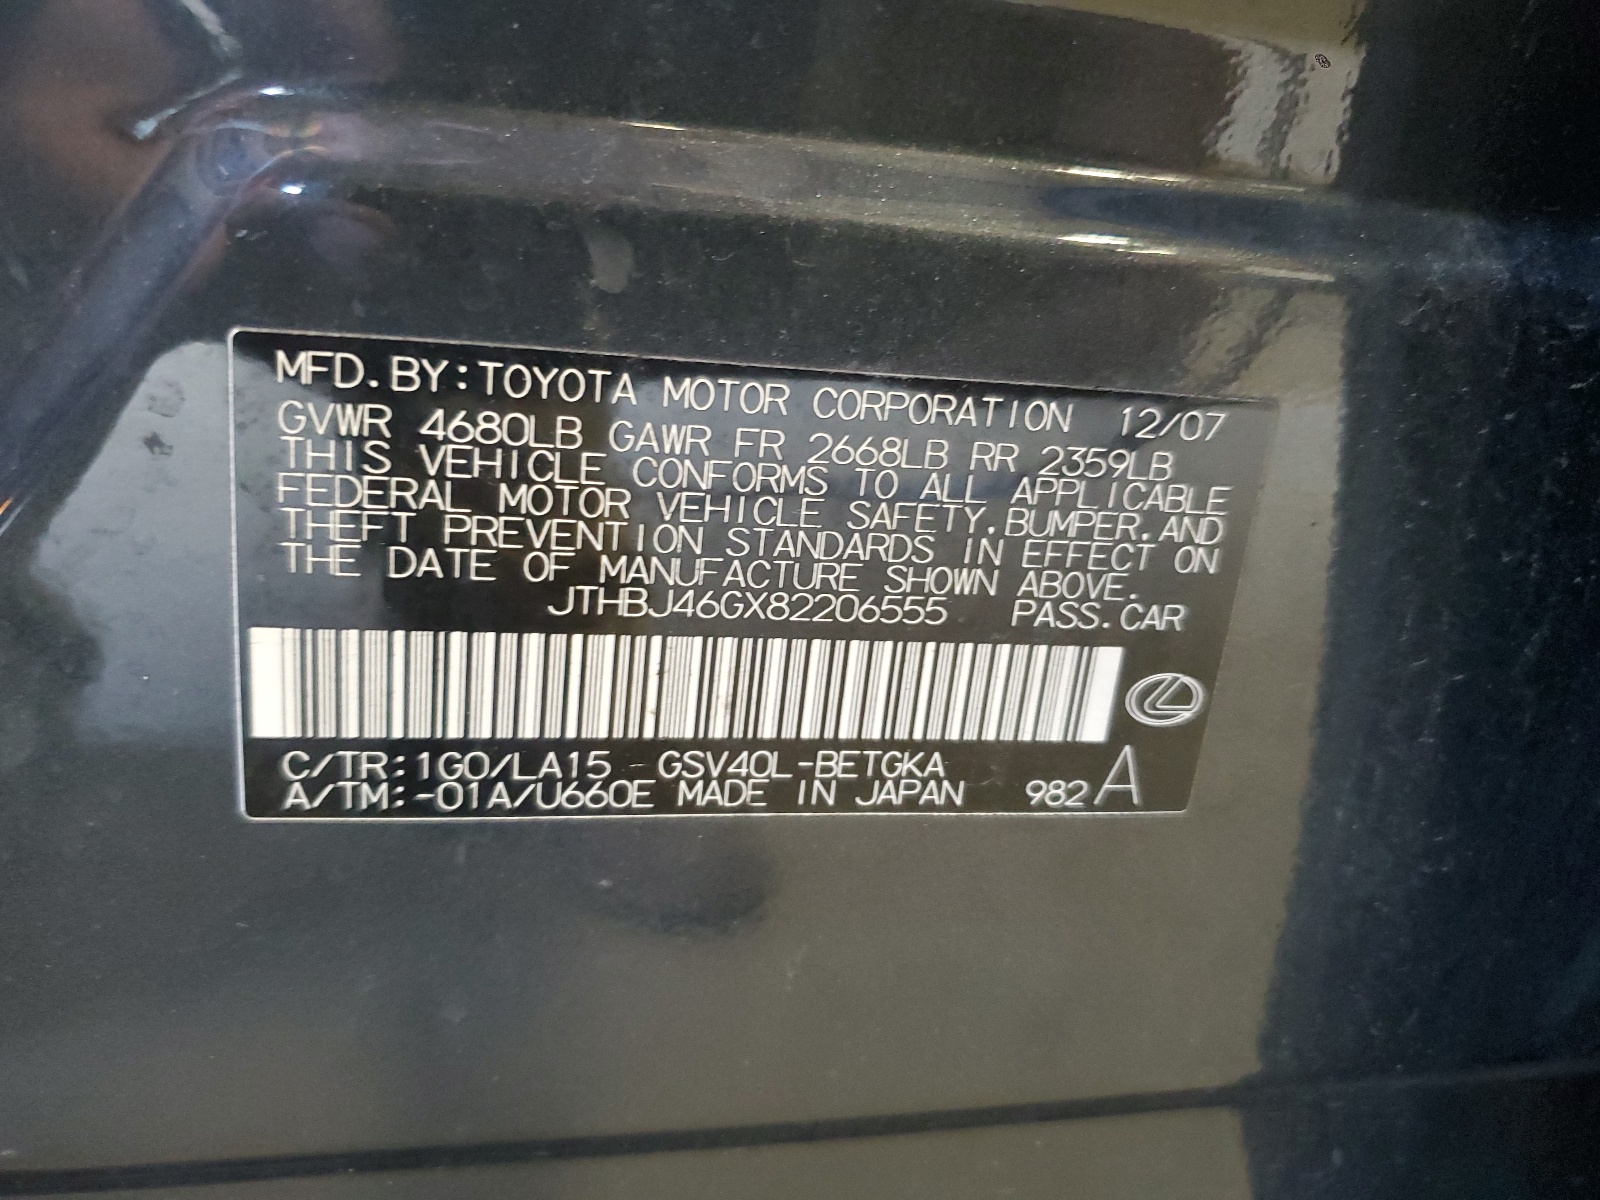 MFD. BY: TOYOTA MOTOR CORPORATION 12/07
GVWR 4680LB GAWR FR 2668LB RR 2359LB
THIS VEHICLE CONFORMS TO ALL APPLICABLE
FEDERAL MOTOR VEHICLE SAFETY, BUMPER, AND
THEFT PREVENTION STANDARDS IN EFFECT ON
THE DATE OF MANUFACTURE SHOWN ABOVE.
JTHBJ46GX82206555 PASS. CAR
C/TR: 1G0/LA15 GSV40L-BETGKA
A/TM: -01A/U660E MADE IN JAPAN 982 A